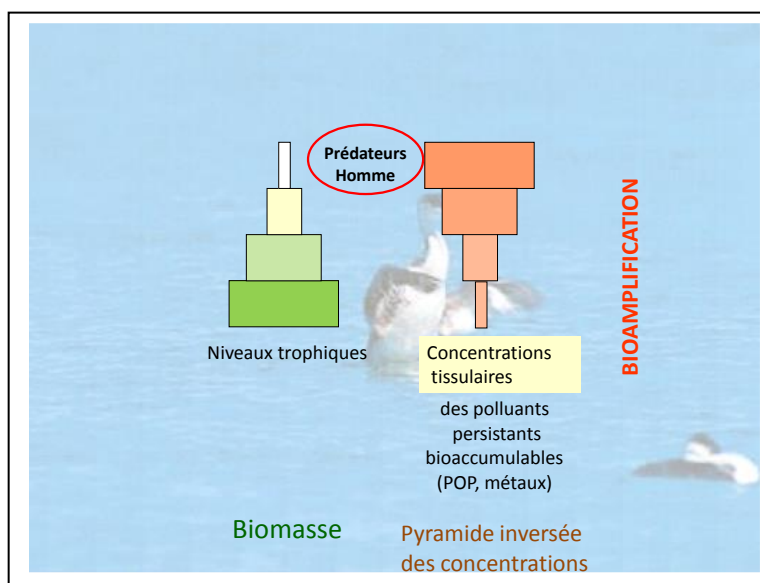 Prédateurs
Homme
BIOAMPLIFICATION
Niveaux trophiques
Concentrations
tissulaires
des polluants
persistants
bioaccumulables
(POP, métaux)
Biomasse
Pyramide inversée
des concentrations